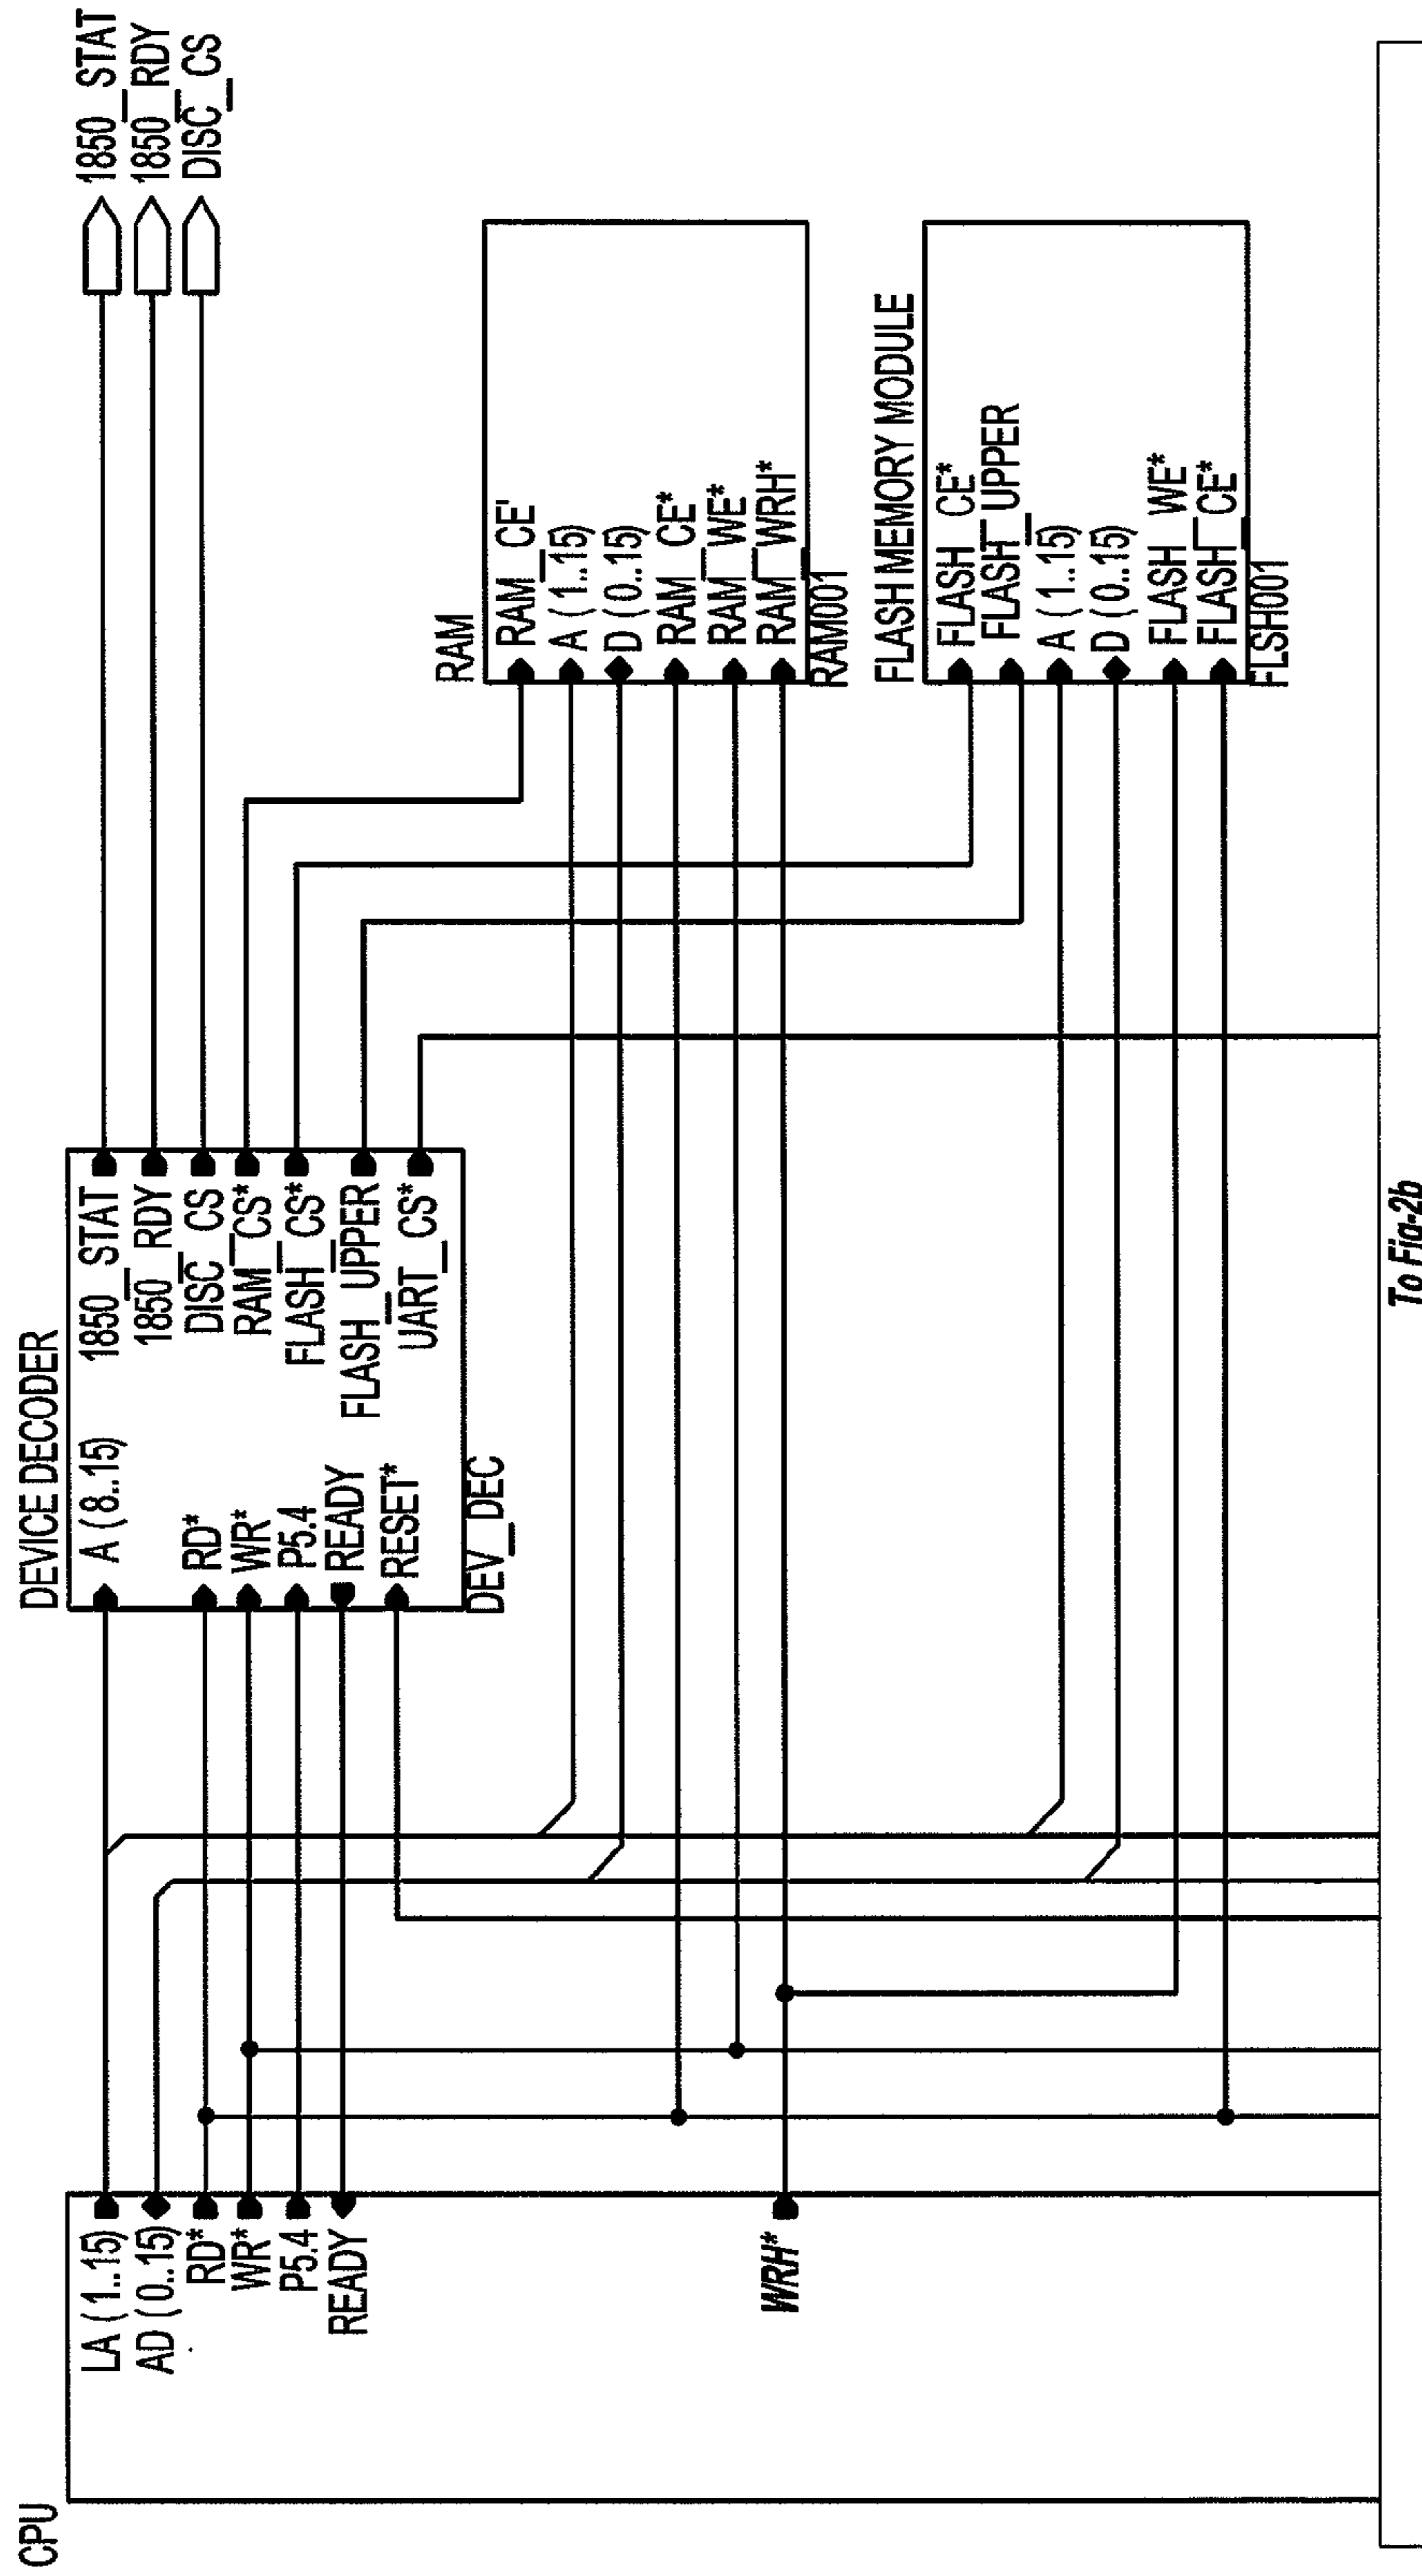 CPU
LA (1..15)
AD (0..15)
RD*
WR*
P5.4
READY
WRH*
DEVICE DECODER
A (8..15)
RD*
WR*
P5.4
READY
RESET*
1850_STAT
1850_RDY
DISC_CS
RAM_CS*
FLASH_CS*
FLASH_UPPER
UART_CS*
DEV_DEC
1850_STAT
1850_RDY
DISC_CS
RAM
RAM_CE'
A (1..15)
D (0..15)
RAM_CE*
RAM_WE*
RAM_WRH*
RAM001
FLASH MEMORY MODULE
FLASH_CE*
FLASH_UPPER
A (1..15)
D (0..15)
FLASH_WE*
FLASH_CE*
FLSH001
To Fig-2b